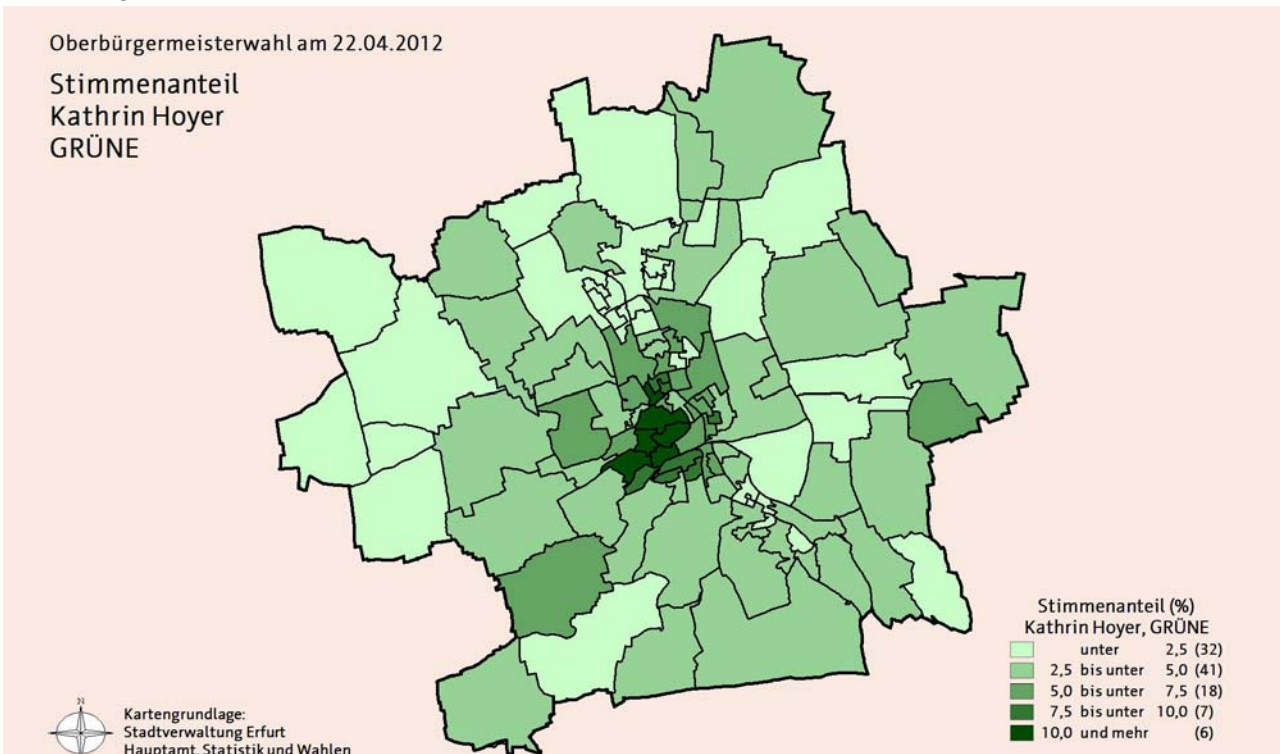 Oberbürgermeisterwahl am 22.04.2012
Stimmenanteil
Kathrin Hoyer
GRÜNE
Stimmenanteil (%)
Kathrin Hoyer, GRÜNE
unter 2,5 (32)
2,5 bis unter 5,0 (41)
5,0 bis unter 7,5 (18)
7,5 bis unter 10,0 (7)
10,0 und mehr (6)
N
Kartengrundlage:
Stadtverwaltung Erfurt
Hauptamt, Statistik und Wahlen